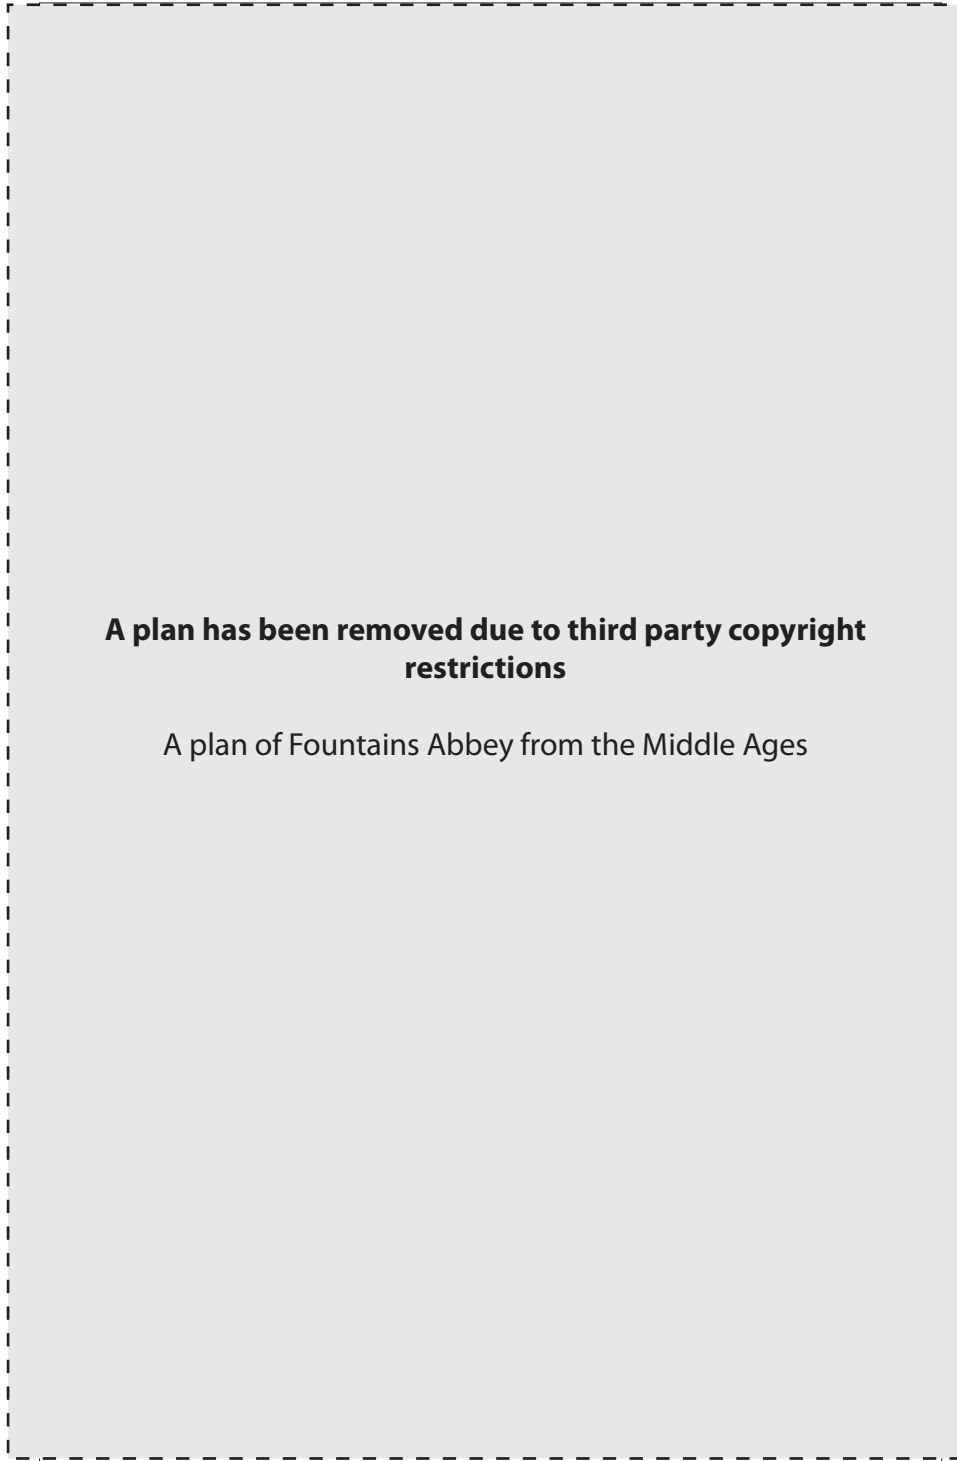 A plan has been removed due to third party copyright
restrictions
A plan of Fountains Abbey from the Middle Ages